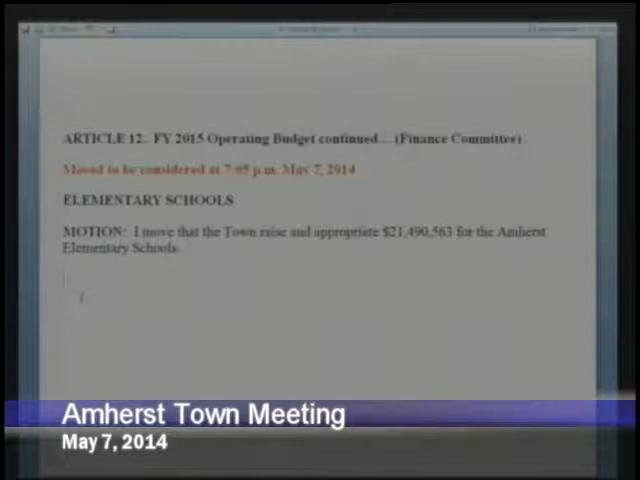 ARTICLE 12. FY 2015 Operating Budget continued... (Finance Committee)
Moved to be considered at 7:05 p.m. May 7, 2014
ELEMENTARY SCHOOLS
MOTION: I move that the Town raise and appropriate $21,490,563 for the Amherst
Elementary Schools.
Amherst Town Meeting
May 7, 2014